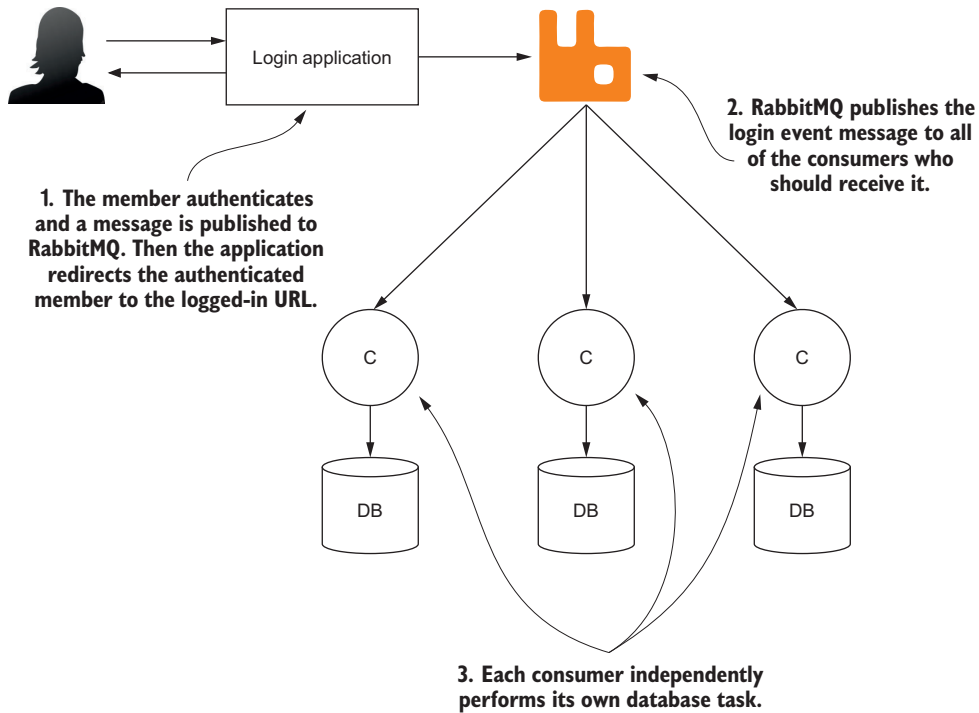 Login application
1. The member authenticates
and a message is published to
RabbitMQ. Then the application
redirects the authenticated
member to the logged-in URL.
2. RabbitMQ publishes the
login event message to all
of the consumers who
should receive it.
C
C
C
DB
DB
DB
3. Each consumer independently
performs its own database task.